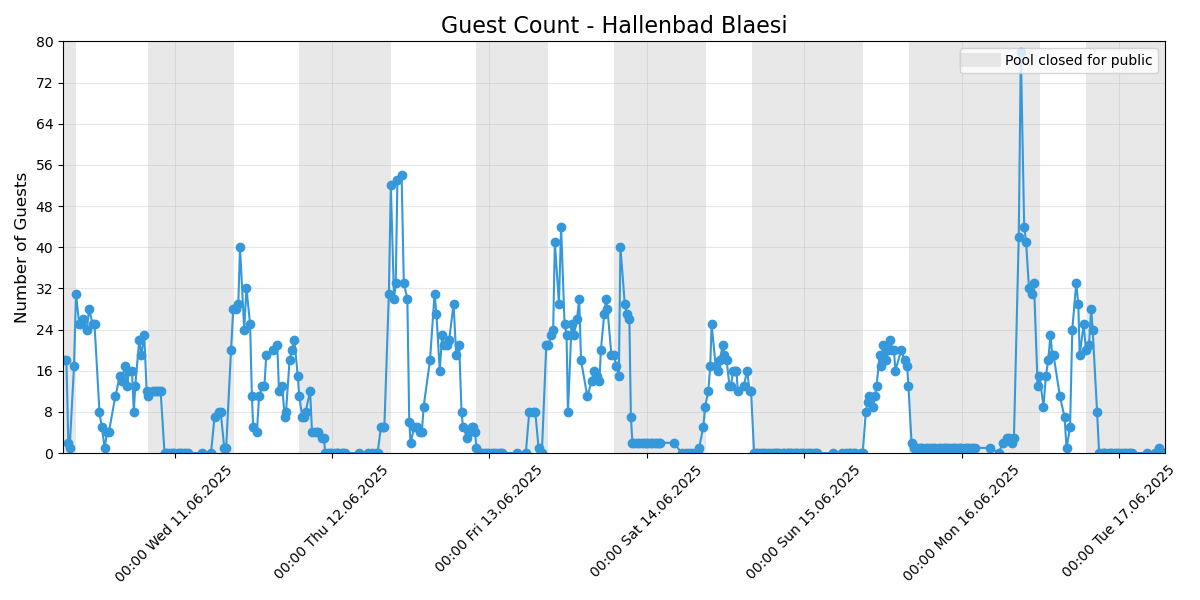 Guest Count - Hallenbad Blaesi
Pool closed for public
Number of Guests
80
72
64
56
48
40
32
24
16
8
0
00:00 Wed 11.06.2025
00:00 Thu 12.06.2025
00:00 Fri 13.06.2025
00:00 Sat 14.06.2025
00:00 Sun 15.06.2025
00:00 Mon 16.06.2025
00:00 Tue 17.06.2025